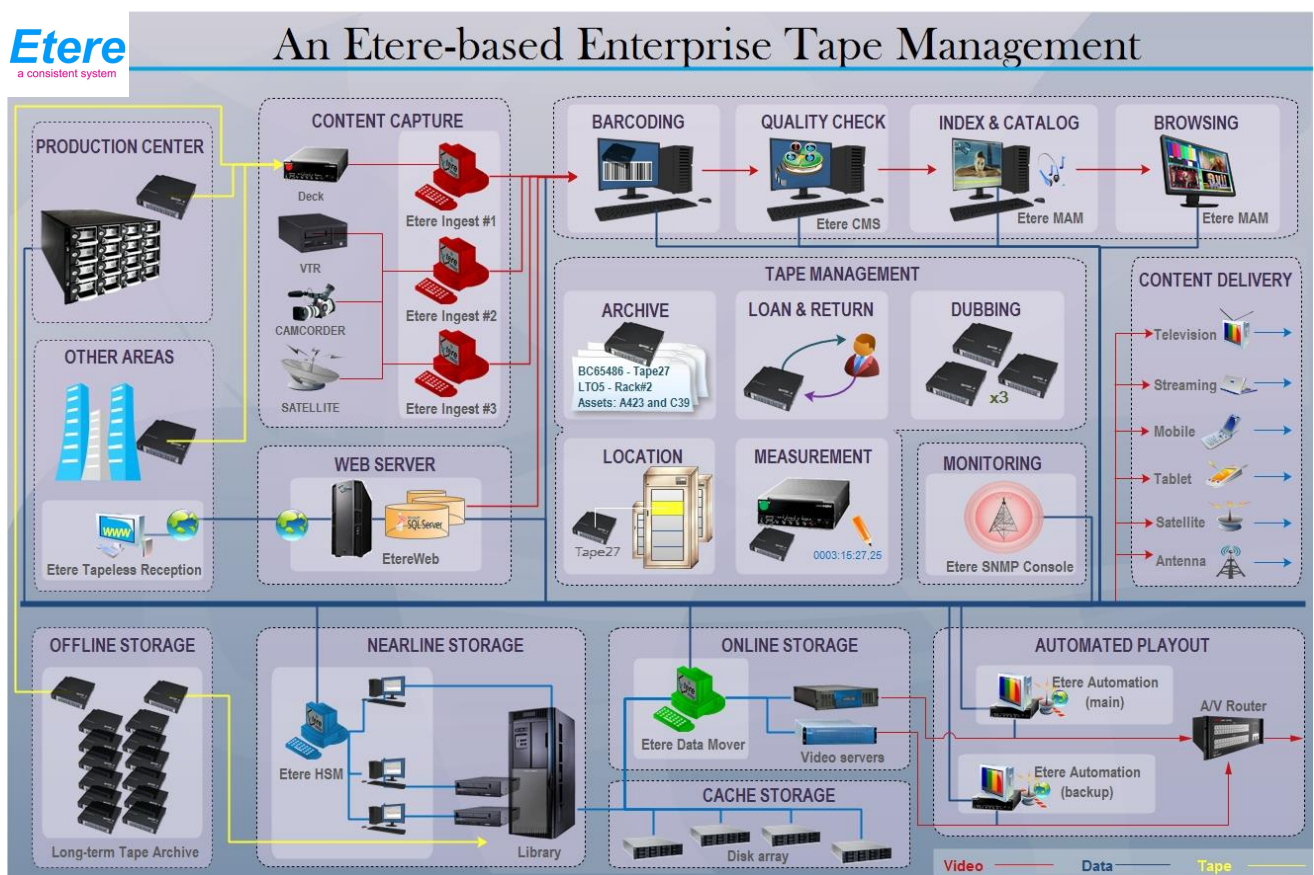 Etere
a consistent system
An Etere-based Enterprise Tape Management
PRODUCTION CENTER
CONTENT CAPTURE
Deck
Etere Ingest #1
VTR
Etere Ingest #2
CAMCORDER
Etere Ingest #3
SATELLITE
BARCODING
QUALITY CHECK
Etere CMS
INDEX & CATALOG
Etere MAM
BROWSING
Etere MAM
OTHER AREAS
WWW
Etere Tapeless Reception
WEB SERVER
SQL Server
EtereWeb
TAPE MANAGEMENT
ARCHIVE
BC65486 - Tape27
LTO5 - Rack#2
Assets: A423 and C39
LOAN & RETURN
DUBBING
x3
LOCATION
Tape27
MEASUREMENT
0003:15:27,25
MONITORING
Etere SNMP Console
CONTENT DELIVERY
Television
Streaming
Mobile
Tablet
Satellite
Antenna
OFFLINE STORAGE
Long-term Tape Archive
NEARLINE STORAGE
Etere HSM
Library
ONLINE STORAGE
Etere Data Mover
Video servers
CACHE STORAGE
Disk array
AUTOMATED PLAYOUT
Etere Automation
(main)
A/V Router
Etere Automation
(backup)
Video
Data
Tape